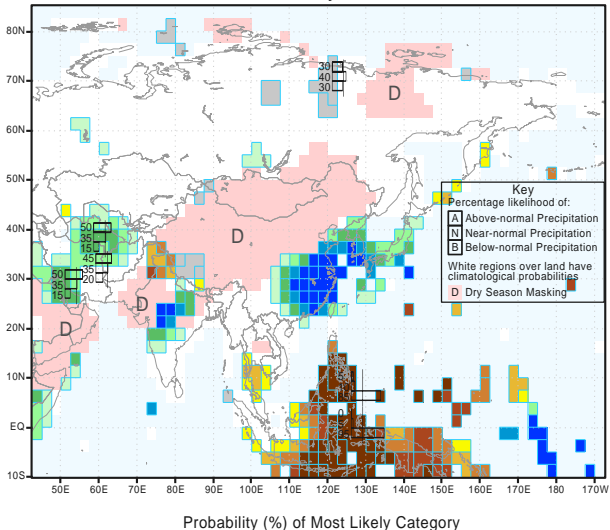 80N
70N
60N
50N
40N
30N
20N
10N
EQ
10S
30
40
30
D
D
D
D
50
35
15
45
35
20
50
35
15
0
Key
Percentage likelihood of:
A Above-normal Precipitation
N Near-normal Precipitation
B Below-normal Precipitation
White regions over land have
climatological probabilities
D Dry Season Masking
50E 60E 70E 80E 90E 100E 110E 120E 130E 140E 150E 160E 170E 180 170W
Probability (%) of Most Likely Category